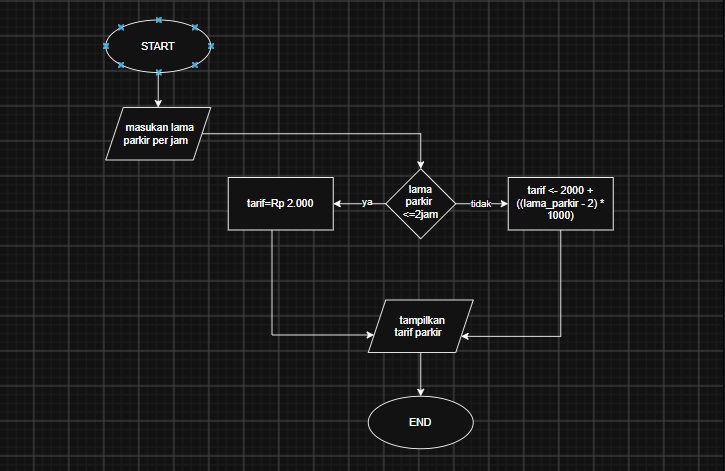 START
masukan lama
parkir per jam
lama
parkir
<=2jam
ya
tidak
tarif=Rp 2.000
tarif <- 2000 +
((lama_parkir - 2) *
1000)
tampilkan
tarif parkir
END